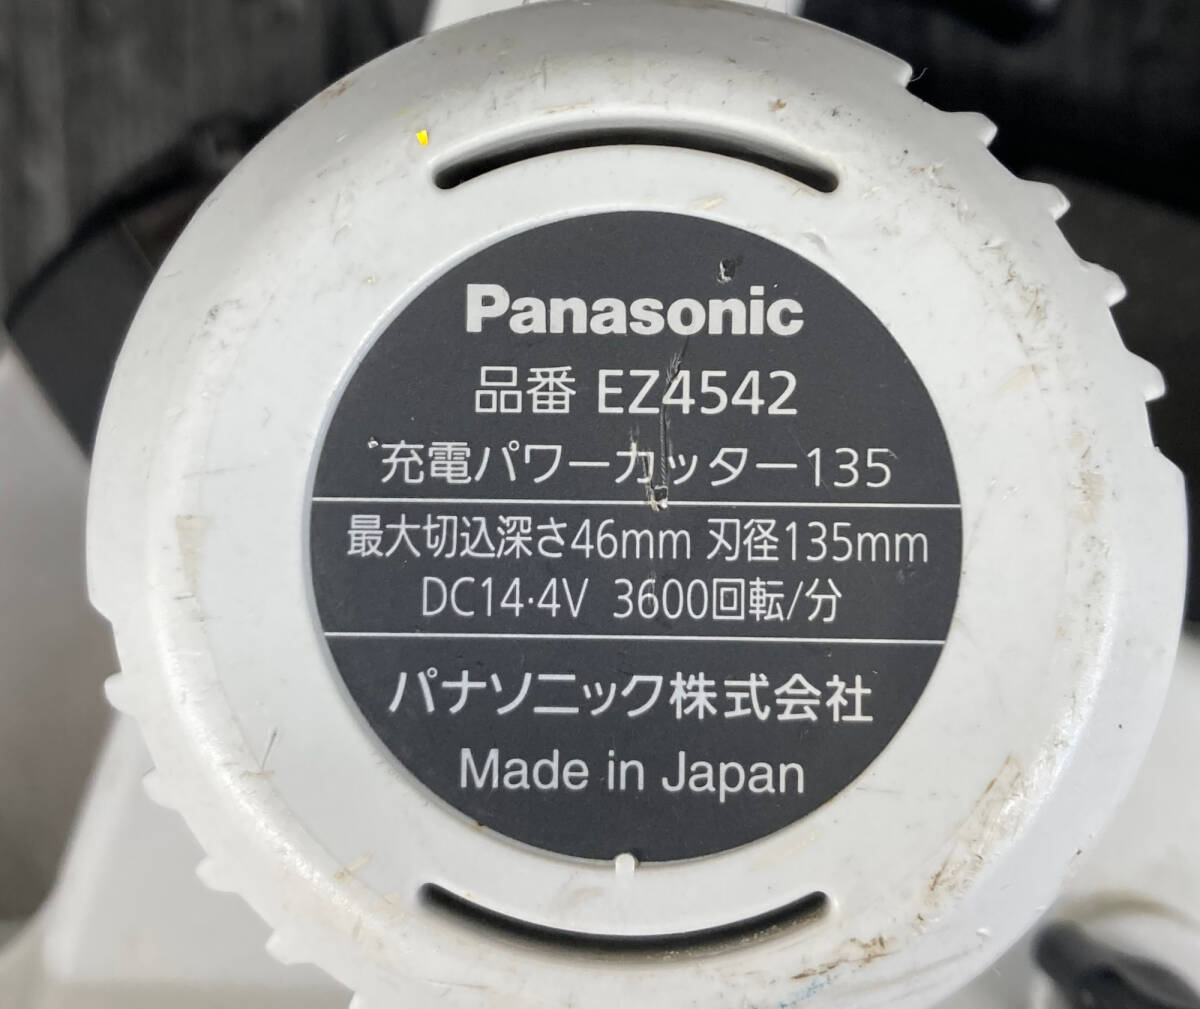 Panasonic
品番 EZ4542
充電パワーカッター135
最大切込深さ46mm 刃径135mm
DC14·4V 3600回転/分
パナソニック株式会社
Made in Japan